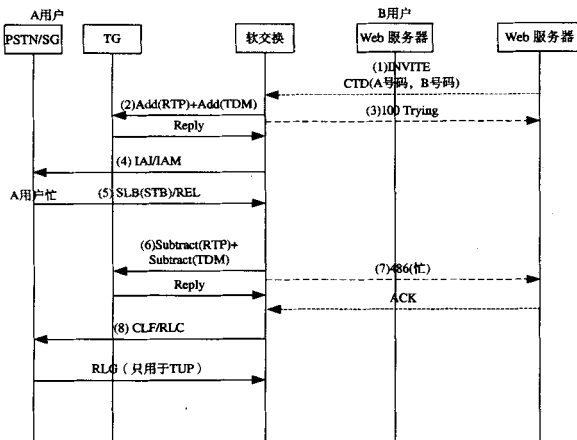 A用户
B用户
PSTN/SG
TG
软交换
Web 服务器
Web 服务器
(1)INVITE
CTD(A号码，B号码)
(2)Add(RTP)+Add(TDM)
(3)100 Trying
Reply
(4) IAI/IAM
A用户忙
(5) SLB(STB)/REL
(6)Subtract(RTP)+
Subtract(TDM)
(7)486(忙)
Reply
ACK
(8) CLF/RLC
RLG（只用于TUP）